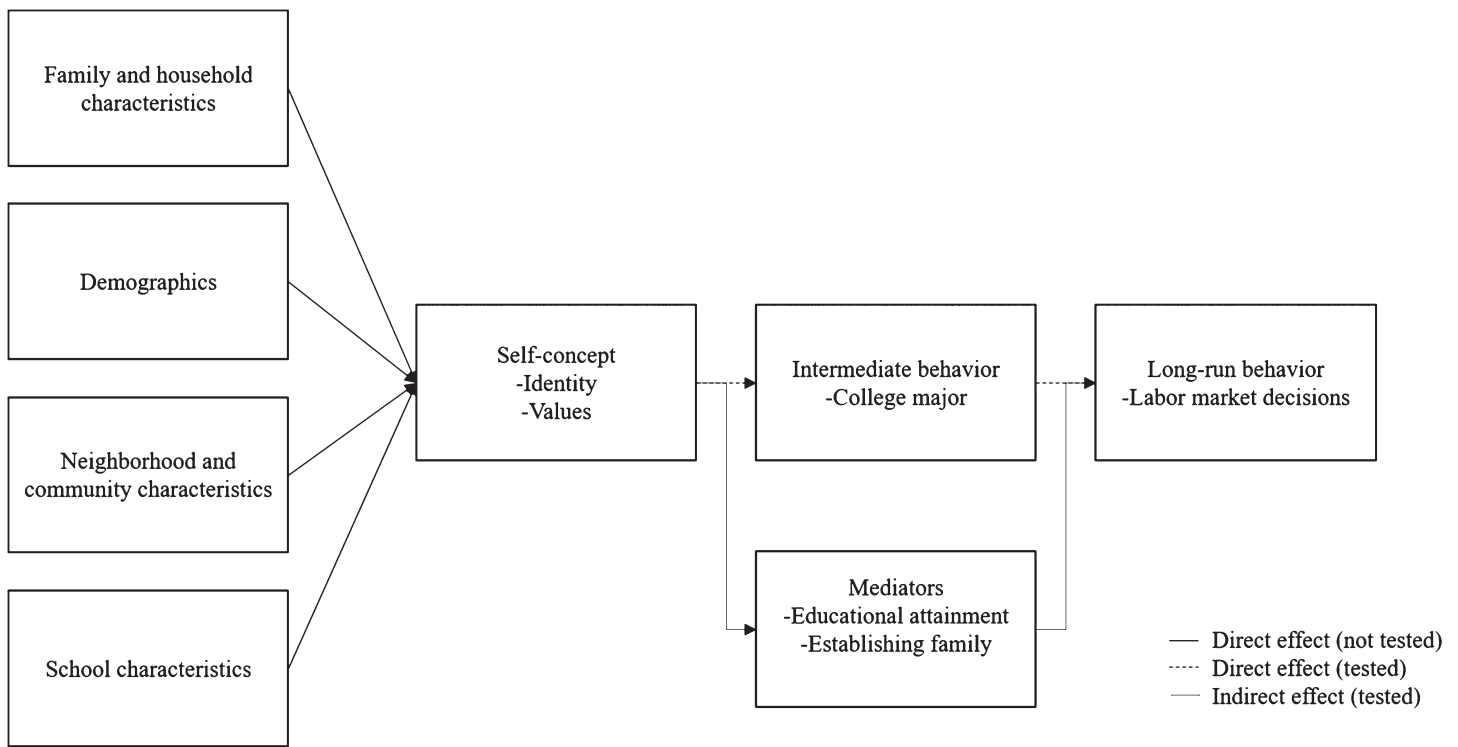 Family and household
characteristics
Demographics
Neighborhood and
community characteristics
School characteristics
Self-concept
-Identity
-Values
Intermediate behavior
-College major
Long-run behavior
-Labor market decisions
Mediators
-Educational attainment
-Establishing family
Direct effect (not tested)
Direct effect (tested)
Indirect effect (tested)